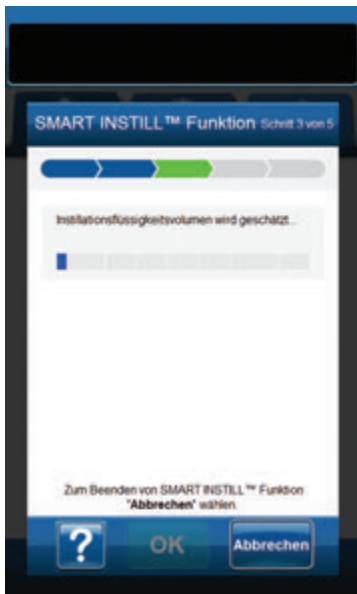 SMART INSTILL™ Funktion Schritt 3 von 5
Instillationsflüssigkeitsvolumen wird geschätzt...
Zum Beenden von SMART INSTILL™ Funktion
"Abbrechen" wählen.
? OK Abbrechen